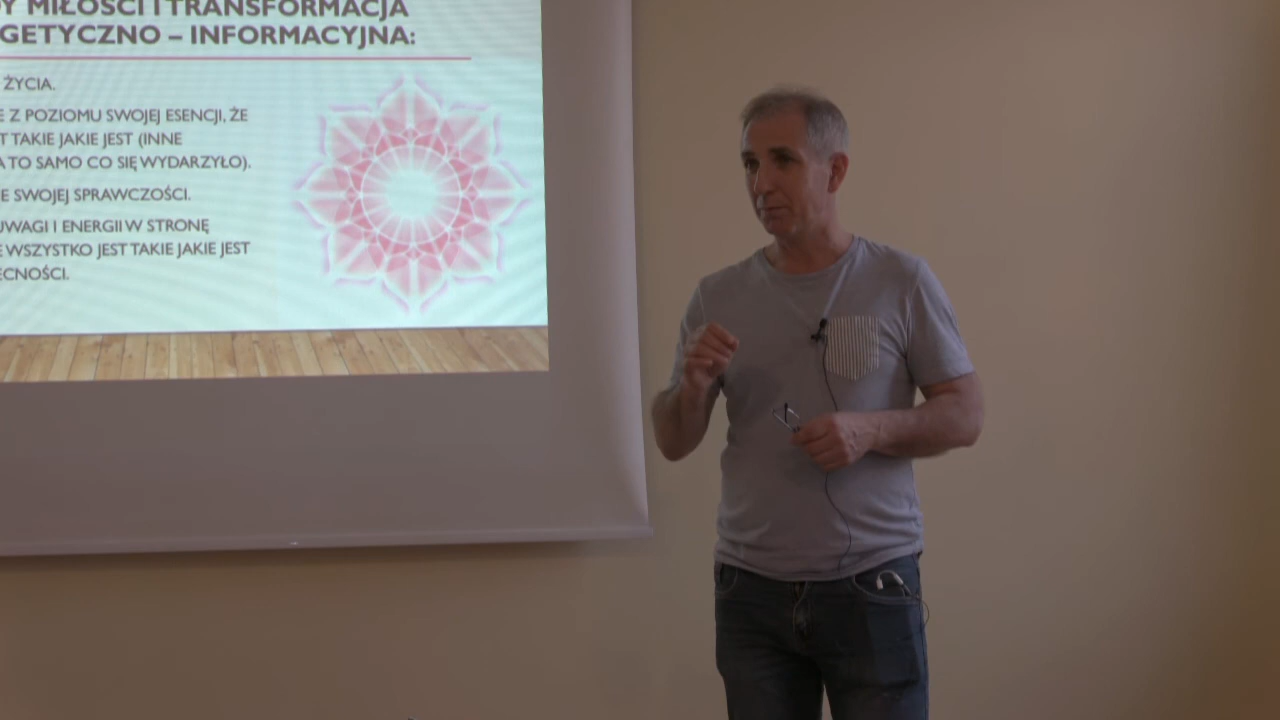 MIŁOŚCI I TRANSFORMACJA
GETYCZNO – INFORMACYJNA:
ŻYCIA.
E Z POZIOMU SWOJEJ ESENCJI, ŻE
T TAKIE JAKIE JEST (INNE
A TO SAMO CO SIĘ WYDARZYŁO).
E SWOJEJ SPRAWCZOŚCI.
UWAGI I ENERGII W STRONĘ
E WSZYSTKO JEST TAKIE JAKIE JEST
ECNOŚCI.